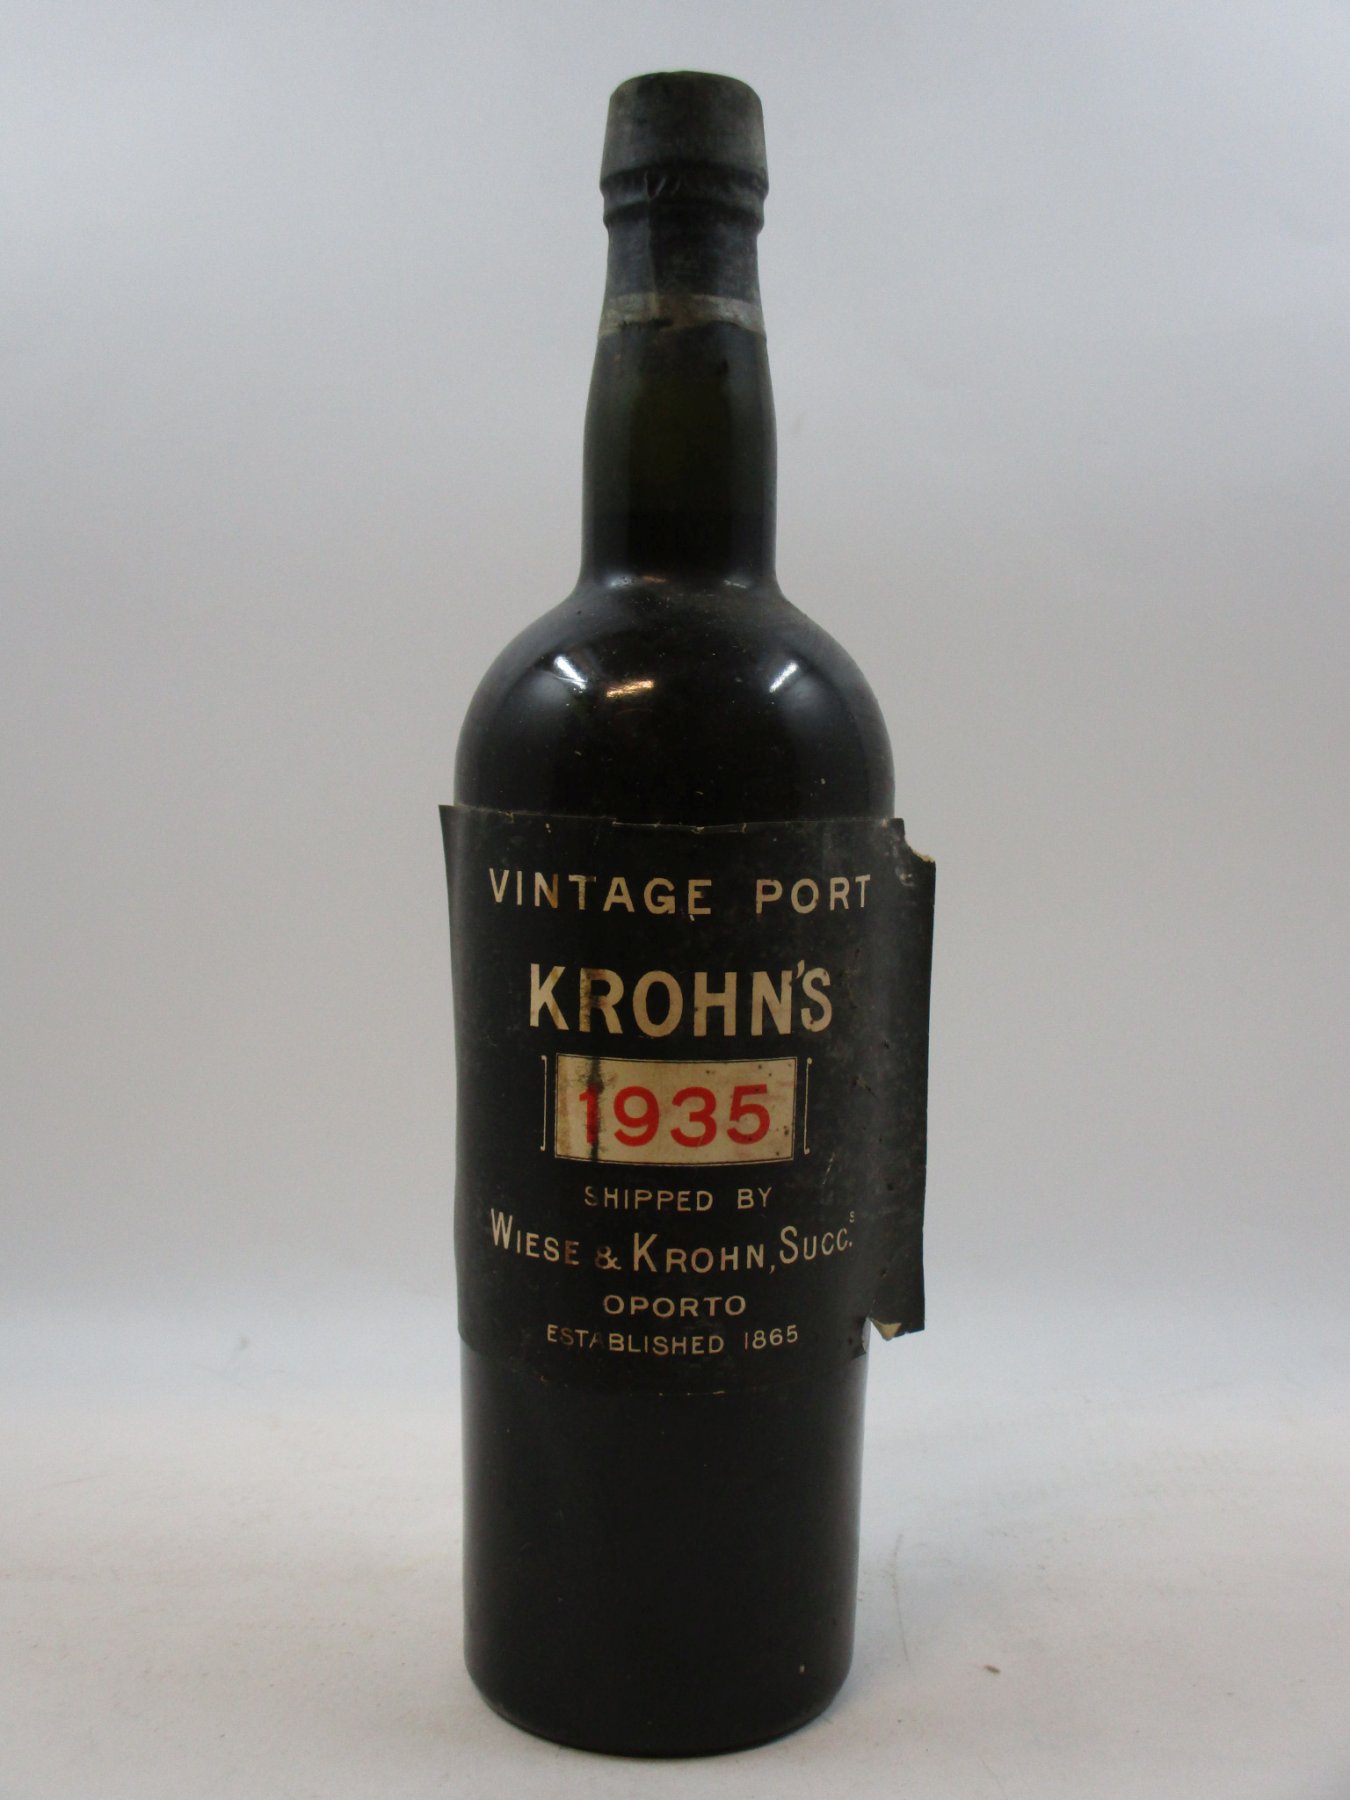 VINTAGE PORT
KROHN'S
1935
SHIPPED BY
WIESE & KROHN, SUCC.S
OPORTO
ESTABLISHED 1865